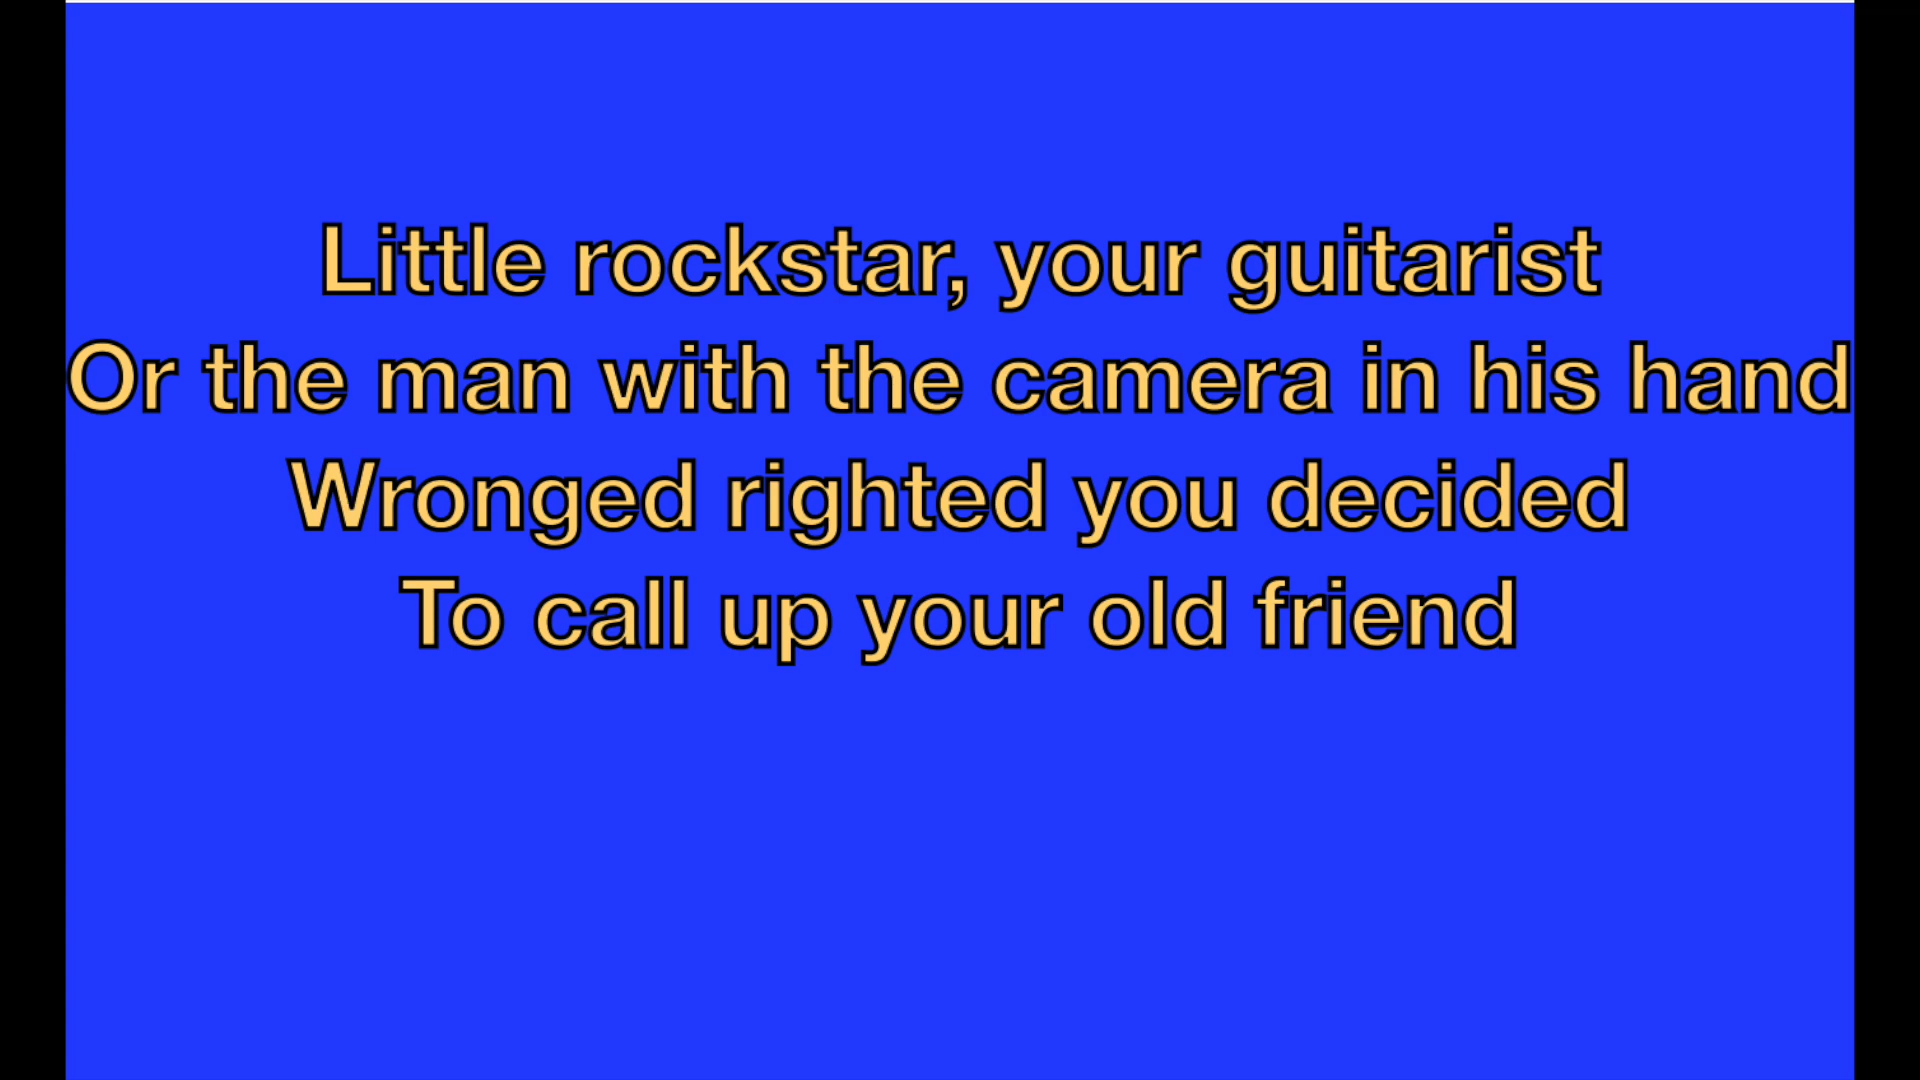 Little rockstar, your guitarist
Or the man with the camera in his hand
Wronged righted you decided
To call up your old friend